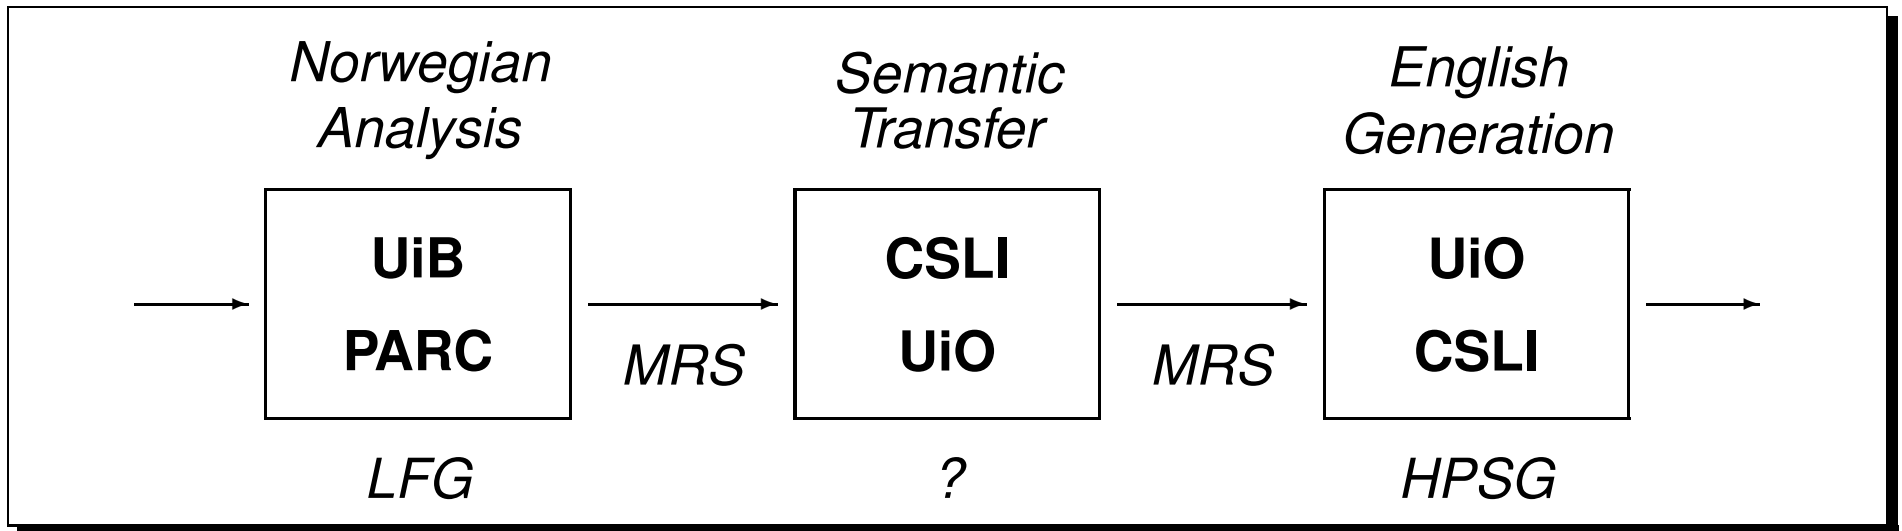 Norwegian
Analysis
Semantic
Transfer
English
Generation
UiB
PARC
MRS
CSLI
UiO
MRS
UiO
CSLI
LFG
?
HPSG